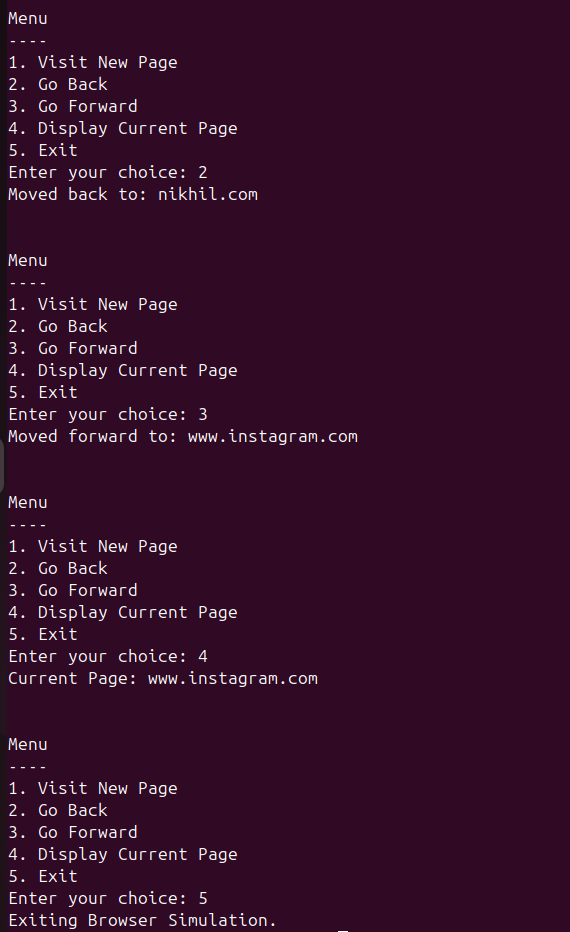 Menu
----
1. Visit New Page
2. Go Back
3. Go Forward
4. Display Current Page
5. Exit
Enter your choice: 2
Moved back to: nikhil.com
Menu
----
1. Visit New Page
2. Go Back
3. Go Forward
4. Display Current Page
5. Exit
Enter your choice: 3
Moved forward to: www.instagram.com
Menu
----
1. Visit New Page
2. Go Back
3. Go Forward
4. Display Current Page
5. Exit
Enter your choice: 4
Current Page: www.instagram.com
Menu
----
1. Visit New Page
2. Go Back
3. Go Forward
4. Display Current Page
5. Exit
Enter your choice: 5
Exiting Browser Simulation.